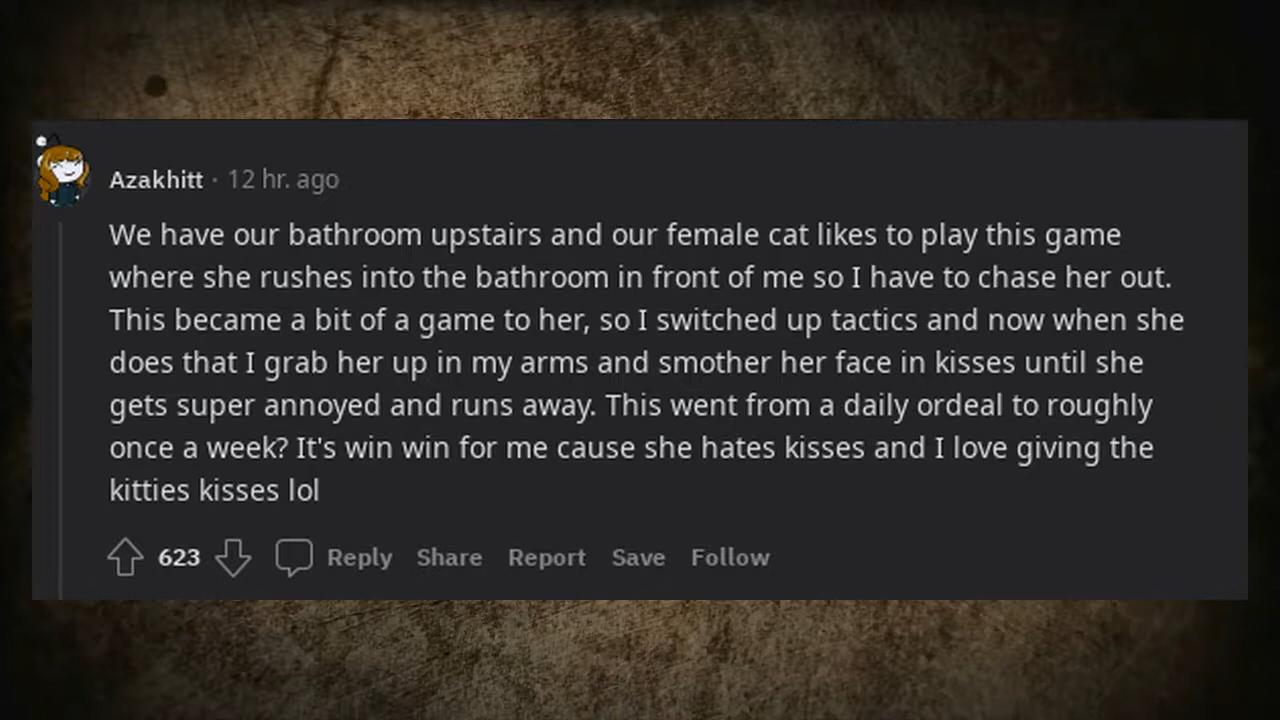 Azakhitt · 12 hr. ago
We have our bathroom upstairs and our female cat likes to play this game
where she rushes into the bathroom in front of me so I have to chase her out.
This became a bit of a game to her, so I switched up tactics and now when she
does that I grab her up in my arms and smother her face in kisses until she
gets super annoyed and runs away. This went from a daily ordeal to roughly
once a week? It's win win for me cause she hates kisses and I love giving the
kitties kisses lol
623 Reply Share Report Save Follow